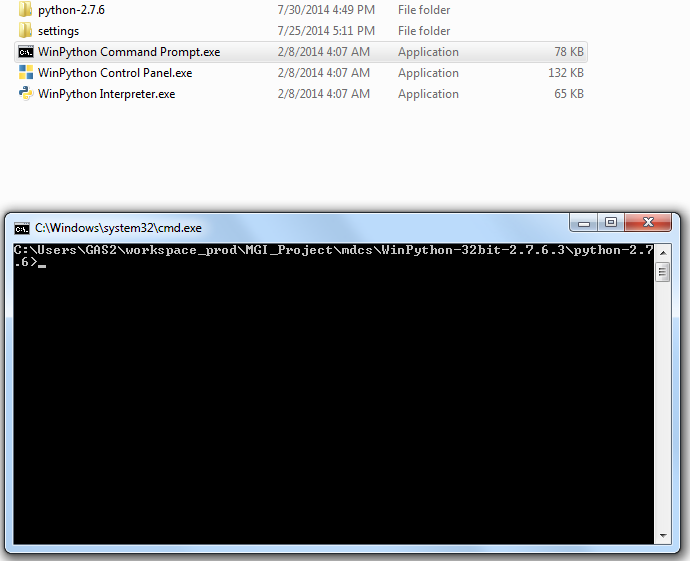 python-2.7.6 7/30/2014 4:49 PM File folder
settings 7/25/2014 5:11 PM File folder
WinPython Command Prompt.exe 2/8/2014 4:07 AM Application 78 KB
WinPython Control Panel.exe 2/8/2014 4:07 AM Application 132 KB
WinPython Interpreter.exe 2/8/2014 4:07 AM Application 65 KB
C:\Windows\system32\cmd.exe
C:\Users\GAS2\workspace_prod\MGI_Project\mdcs\WinPython-32bit-2.7.6.3\python-2.7
.6>_